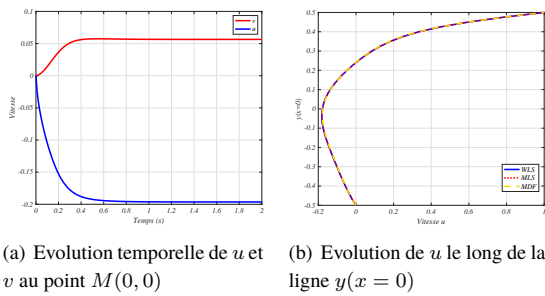 0.1
0.05
0
-0.05
-0.1
-0.15
-0.2
Vitesse
0 0.2 0.4 0.6 0.8 1 1.2 1.4 1.6 1.8 2
Temps (s)
v
u
0.5
0.4
0.3
0.2
0.1
0
-0.1
-0.2
-0.3
-0.4
-0.5
y(x=0)
-0.2 0 0.2 0.4 0.6 0.8 1
Vitesse u
WLS
MLS
MDF
(a) Evolution temporelle de u et
v au point M(0, 0)
(b) Evolution de u le long de la
ligne y(x = 0)